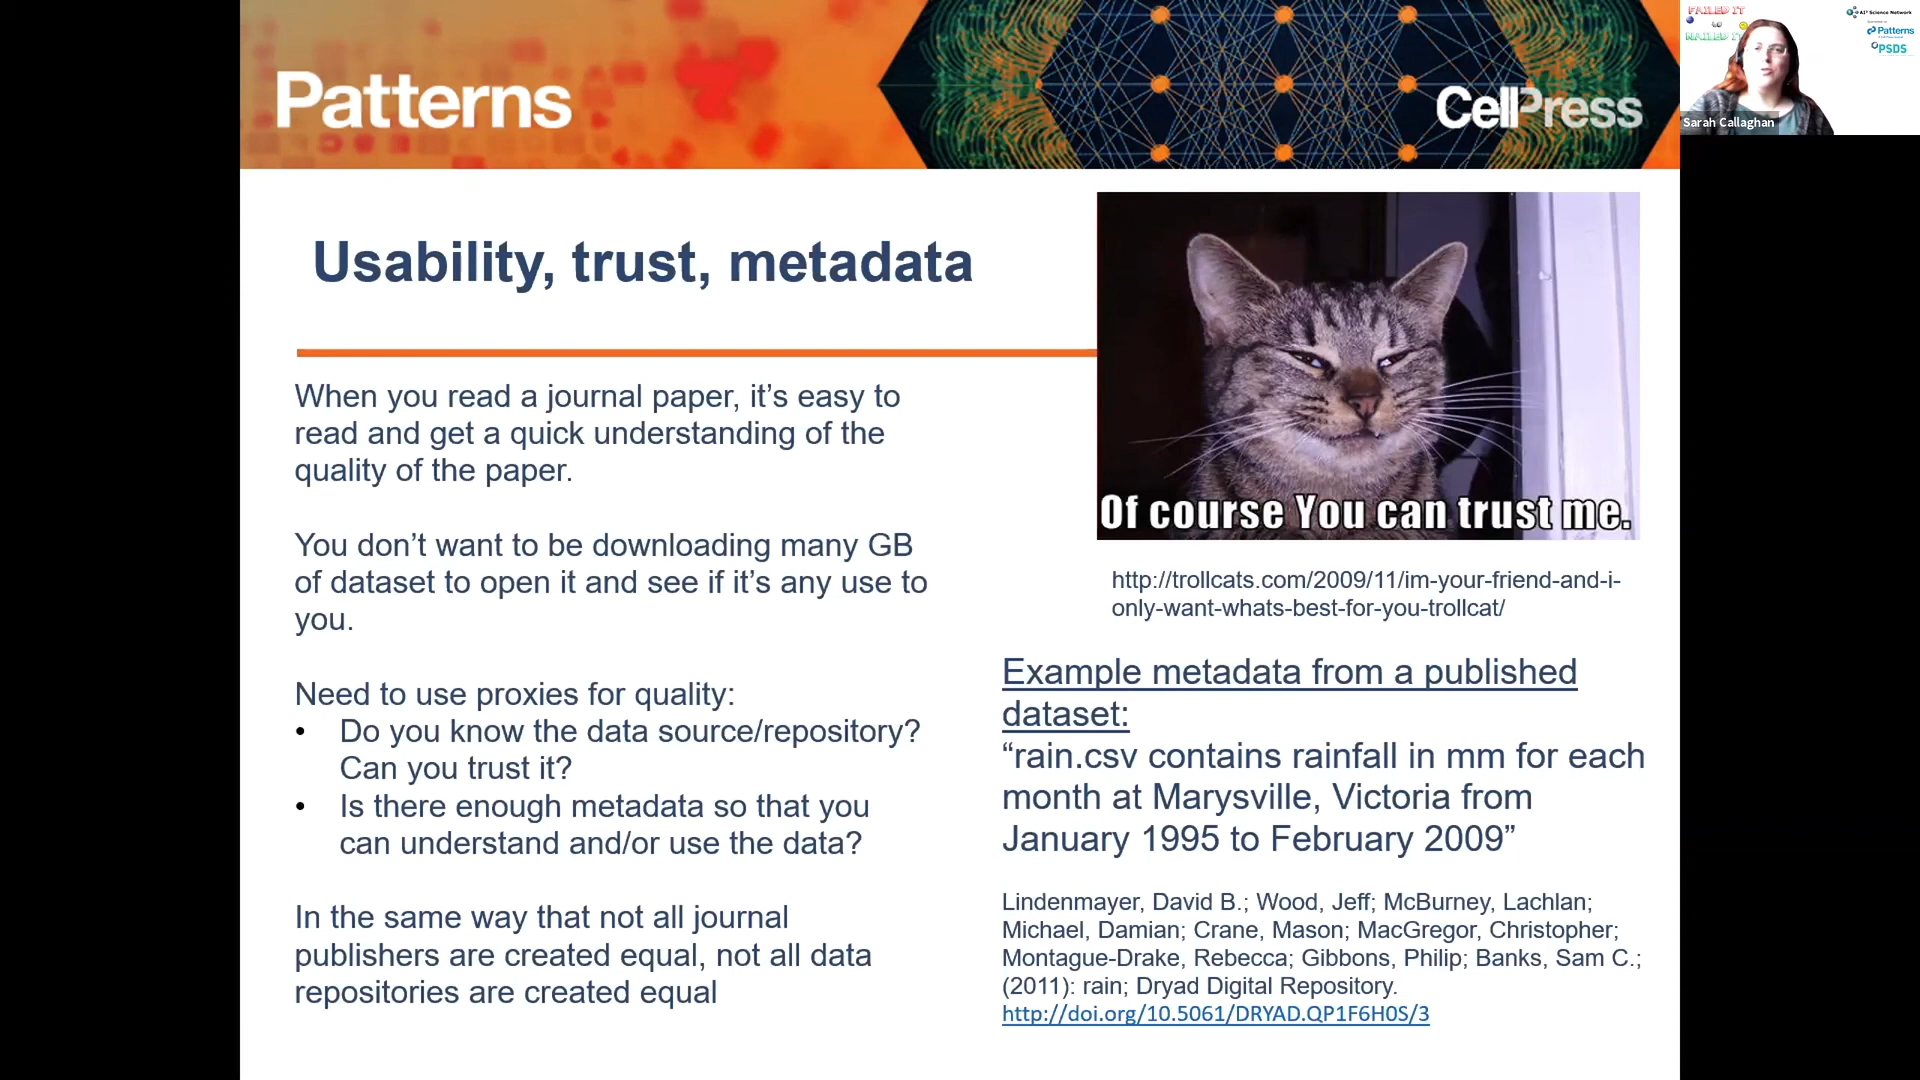 Patterns
CellPress
FAILED IT
NAILED IT
AI³ Science Network
Patterns
PSDS
Sarah Callaghan
Usability, trust, metadata
When you read a journal paper, it’s easy to
read and get a quick understanding of the
quality of the paper.
You don’t want to be downloading many GB
of dataset to open it and see if it’s any use to
you.
Need to use proxies for quality:
• Do you know the data source/repository?
Can you trust it?
• Is there enough metadata so that you
can understand and/or use the data?
In the same way that not all journal
publishers are created equal, not all data
repositories are created equal
Of course You can trust me.
http://trollcats.com/2009/11/im-your-friend-and-i-
only-want-whats-best-for-you-trollcat/
Example metadata from a published
dataset:
“rain.csv contains rainfall in mm for each
month at Marysville, Victoria from
January 1995 to February 2009”
Lindenmayer, David B.; Wood, Jeff; McBurney, Lachlan;
Michael, Damian; Crane, Mason; MacGregor, Christopher;
Montague-Drake, Rebecca; Gibbons, Philip; Banks, Sam C.;
(2011): rain; Dryad Digital Repository.
http://doi.org/10.5061/DRYAD.QP1F6H0S/3